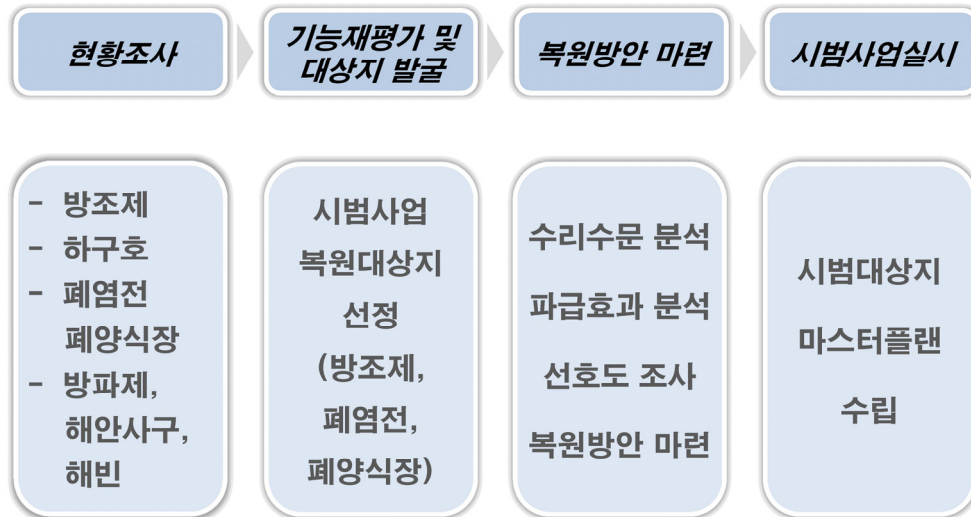 현황조사
기능재평가 및
대상지 발굴
복원방안 마련
시범사업실시
- 방조제
- 하구호
- 폐염전
폐양식장
- 방파제,
해안사구,
해빈
시범사업
복원대상지
선정
(방조제,
폐염전,
폐양식장)
수리수문 분석
파급효과 분석
선호도 조사
복원방안 마련
시범대상지
마스터플랜
수립